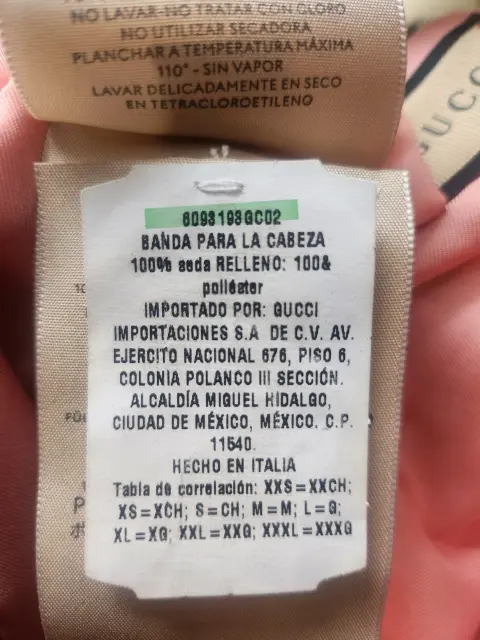 NO LAVAR-NO TRATAR CON CLORO
NO UTILIZAR SECADORA
PLANCHAR A TEMPERATURA MÁXIMA
110° - SIN VAPOR
LAVAR DELICADAMENTE EN SECO
EN TETRACLOROETILENO
GUCCI
6093193GC02
BANDA PARA LA CABEZA
100% seda RELLENO: 100&
poliéster
IMPORTADO POR: GUCCI
IMPORTACIONES S.A DE C.V. AV.
EJERCITO NACIONAL 676, PISO 6,
COLONIA POLANCO III SECCIÓN.
ALCALDÍA MIGUEL HIDALGO,
CIUDAD DE MÉXICO, MÉXICO. C.P.
11540.
HECHO EN ITALIA
Tabla de correlación: XXS=XXCH;
XS=XCH; S=CH; M=M; L=G;
XL=XG; XXL=XXG; XXXL=XXXG